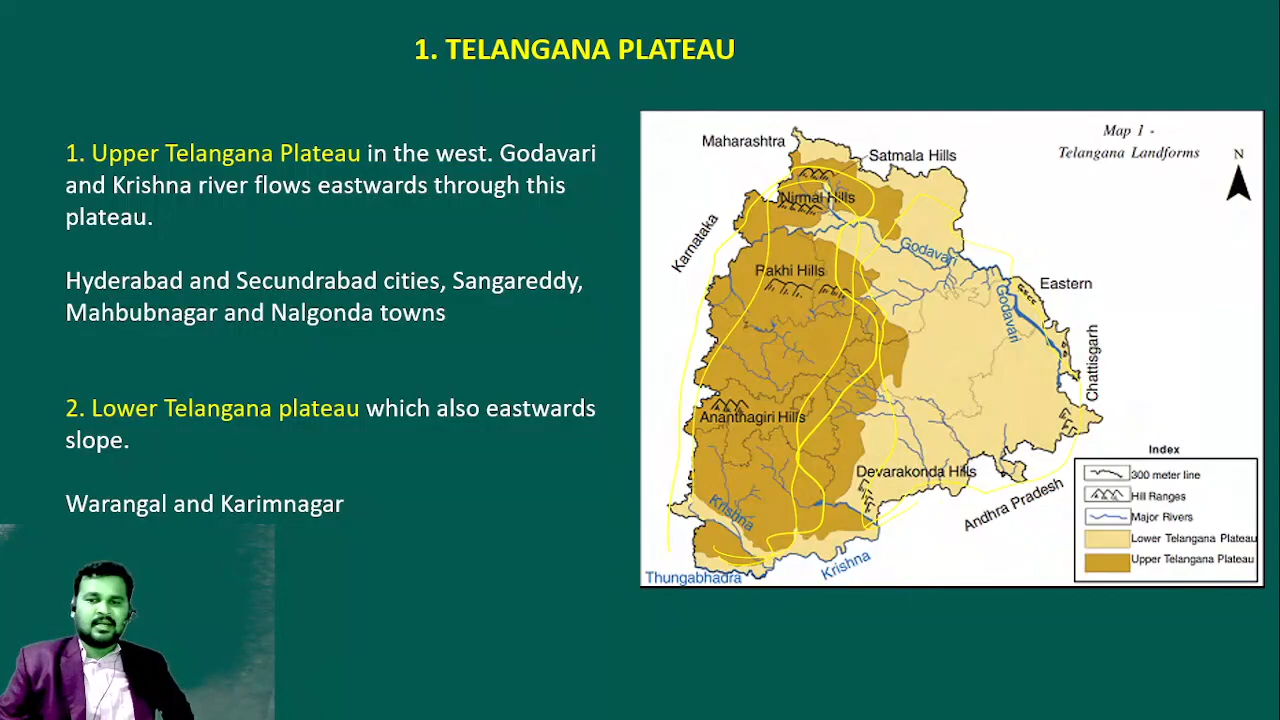 1. TELANGANA PLATEAU
1. Upper Telangana Plateau in the west. Godavari
and Krishna river flows eastwards through this
plateau.
Hyderabad and Secundrabad cities, Sangareddy,
Mahbubnagar and Nalgonda towns
2. Lower Telangana plateau which also eastwards
slope.
Warangal and Karimnagar
Map 1 -
Telangana Landforms
N
Maharashtra
Satmala Hills
Nirmal Hills
Karnataka
Godavari
Rakhi Hills
Eastern
Godavari
Chattisgarh
Ananthagiri Hills
Devarakonda Hills
Andhra Pradesh
Krishna
Krishna
Thungabhadra
Index
300 meter line
Hill Ranges
Major Rivers
Lower Telangana Plateau
Upper Telangana Plateau